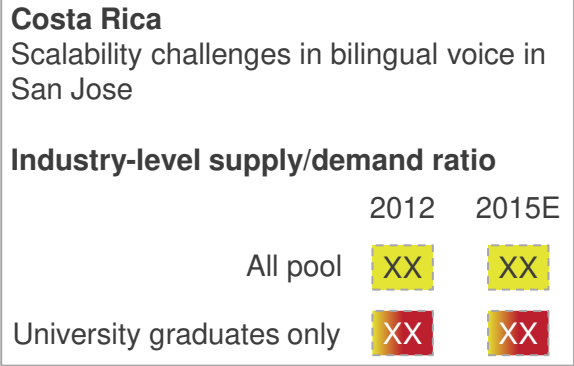 Costa Rica
Scalability challenges in bilingual voice in
San Jose
Industry-level supply/demand ratio
2012 2015E
All pool XX XX
University graduates only XX XX